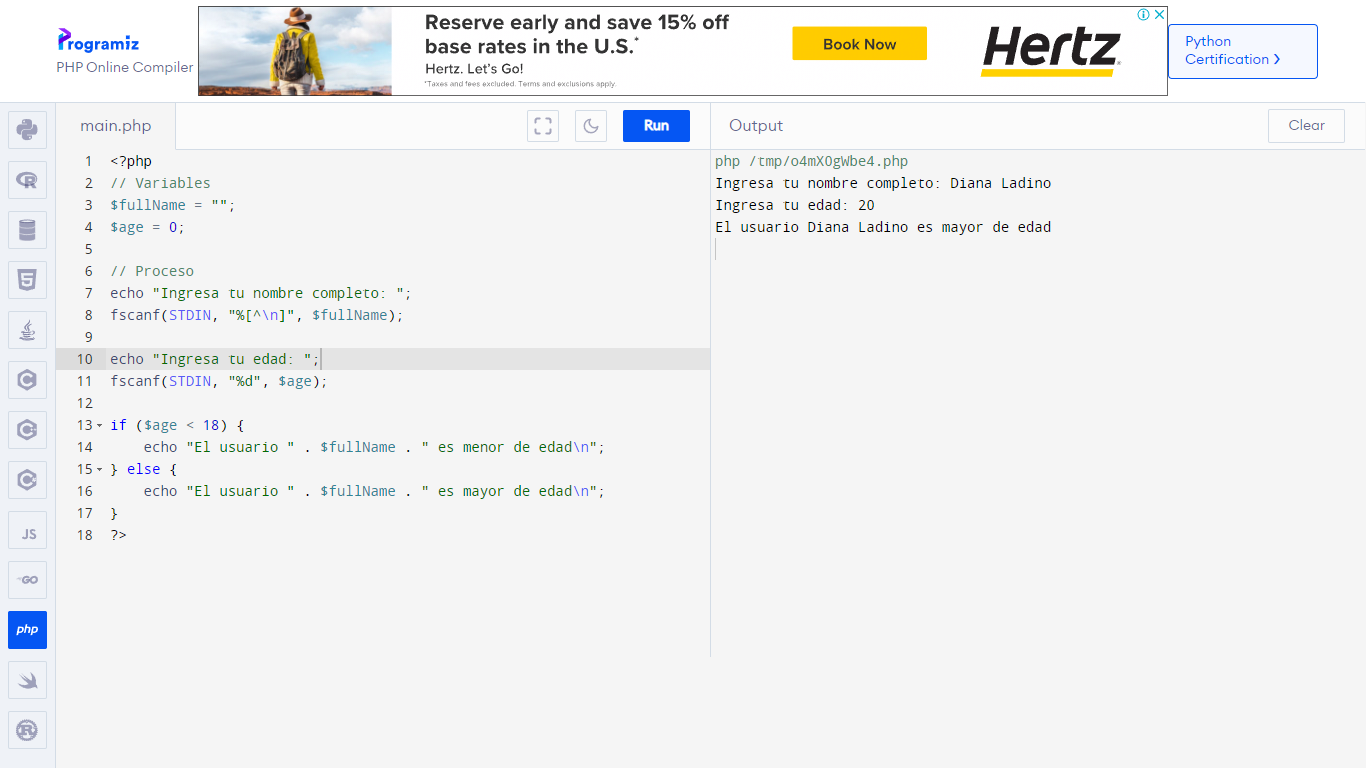 Programiz
PHP Online Compiler
Reserve early and save 15% off
base rates in the U.S.*
Hertz. Let's Go!
*Taxes and fees excluded. Terms and exclusions apply.
Book Now
Hertz
Python
Certification
main.php
Run
Output
Clear
1 <?php
2 // Variables
3 $fullName = "";
4 $age = 0;
5
6 // Proceso
7 echo "Ingresa tu nombre completo: ";
8 fscanf(STDIN, "%[^\n]", $fullName);
9
10 echo "Ingresa tu edad: ";
11 fscanf(STDIN, "%d", $age);
12
13 if ($age < 18) {
14 echo "El usuario " . $fullName . " es menor de edad\n";
15 } else {
16 echo "El usuario " . $fullName . " es mayor de edad\n";
17 }
18 ?>
php /tmp/o4mX0gWbe4.php
Ingresa tu nombre completo: Diana Ladino
Ingresa tu edad: 20
El usuario Diana Ladino es mayor de edad
R
5
C
C
C
JS
GO
php
R